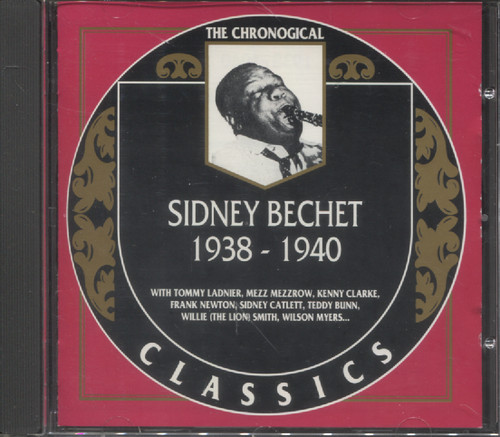 THE CHRONOGICAL
SIDNEY BECHET
1938 - 1940
WITH TOMMY LADNIER, MEZZ MEZZROW, KENNY CLARKE,
FRANK NEWTON, SIDNEY CATLETT, TEDDY BUNN,
WILLIE (THE LION) SMITH, WILSON MYERS...
CLASSICS